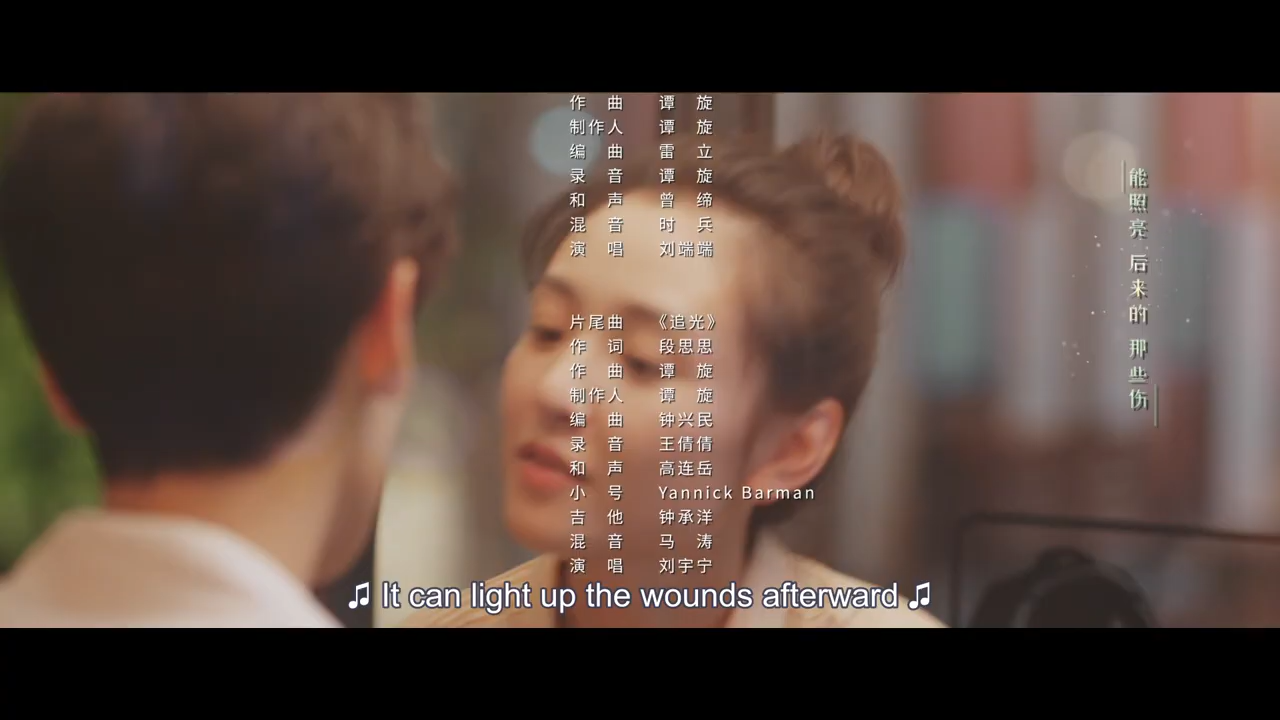 作 曲 谭 旋
制作人 谭 旋
编 曲 雷 立
录 音 谭 旋
和 声 曾 缔
混 音 时 兵
演 唱 刘端端
片尾曲 《追光》
作 词 段思思
作 曲 谭 旋
制作人 谭 旋
编 曲 钟兴民
录 音 王倩倩
和 声 高连岳
小 号 Yannick Barman
吉 他 钟承洋
混 音 马 涛
演 唱 刘宇宁
能照亮 后来的 那些伤
♫ It can light up the wounds afterward ♫